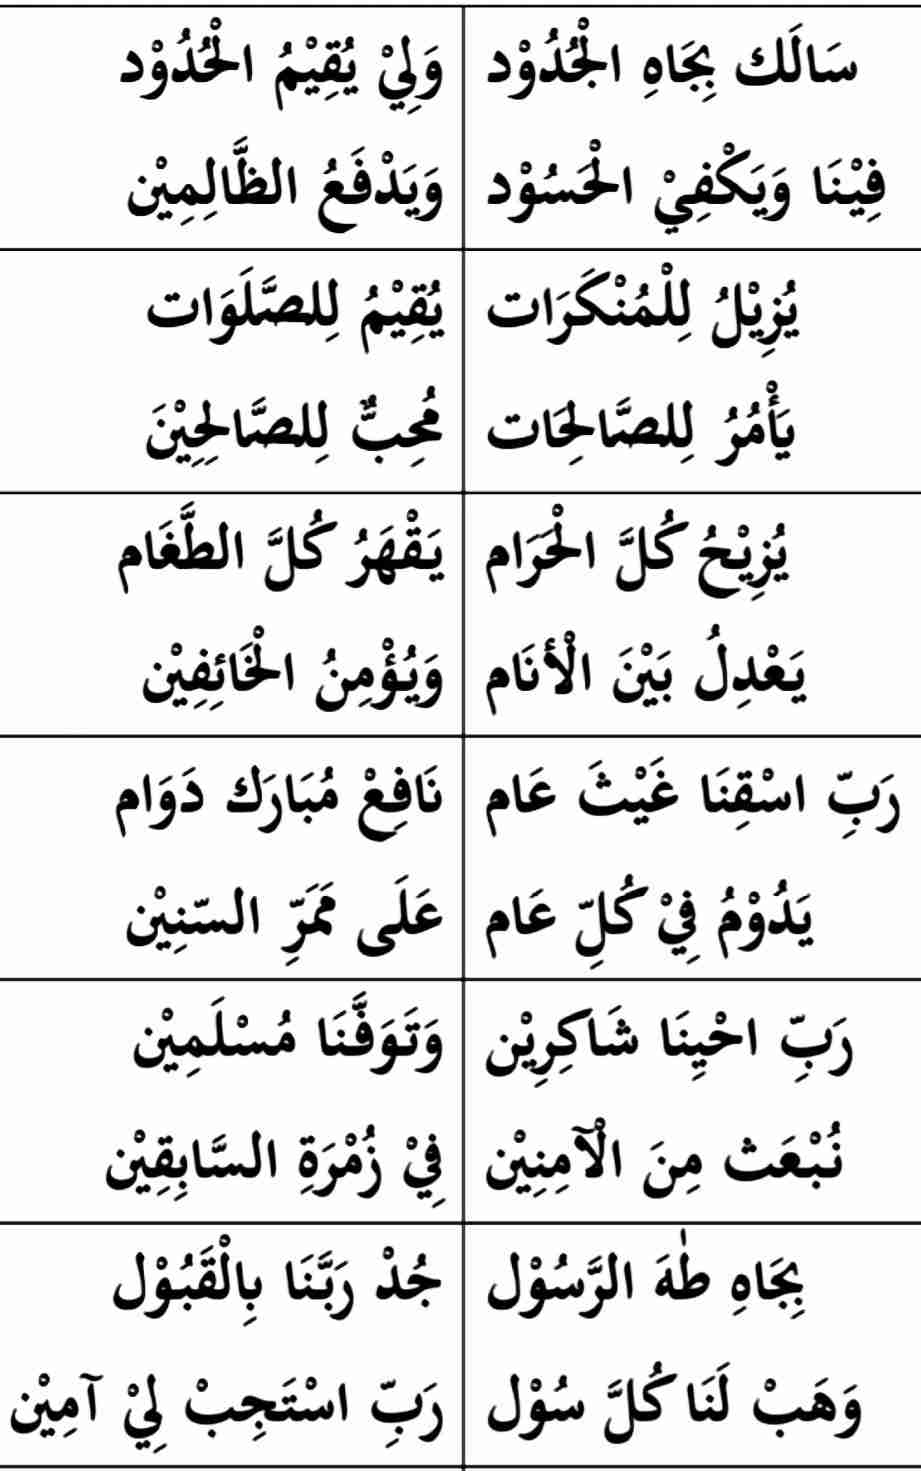 سَالَك بِجَاهِ الْجُدُوْد وَلِيْ يُقِيْمُ الْحُدُوْد
فِيْنَا وَيَكْفِيْ الْحَسُوْد وَيَدْفَعُ الظَّالِمِيْن
يُزِيْلُ لِلْمُنْكَرَات يُقِيْمُ لِلصَّلَوَات
يَأْمُرُ لِلصَّالِحَات مُحِبٌّ لِلصَّالِحِيْنَ
يُزِيْحُ كُلَّ الْحَرَام يَقْهَرُ كُلَّ الطَّغَام
يَعْدِلُ بَيْنَ الْأنَام وَيُؤْمِنُ الْخَائِفِيْن
رَبِّ اسْقِنَا غَيْثَ عَام نَافِعْ مُبَارَك دَوَام
يَدُوْمُ فِيْ كُلِّ عَام عَلَى مَمَرِّ السّنِيْن
رَبِّ احْيِنَا شَاكِرِيْن وَتَوَفَّنَا مُسْلَمِيْن
نُبْعَث مِنَ الْآمِنِيْن فِيْ زُمْرَةِ السَّابِقِيْن
بِجَاهِ طٰهَ الرَّسُوْل جُدْ رَبَّنَا بِالْقَبُوْل
وَهَبْ لَنَا كُلَّ سُوْل رَبِّ اسْتَجِبْ لِيْ آمِيْن